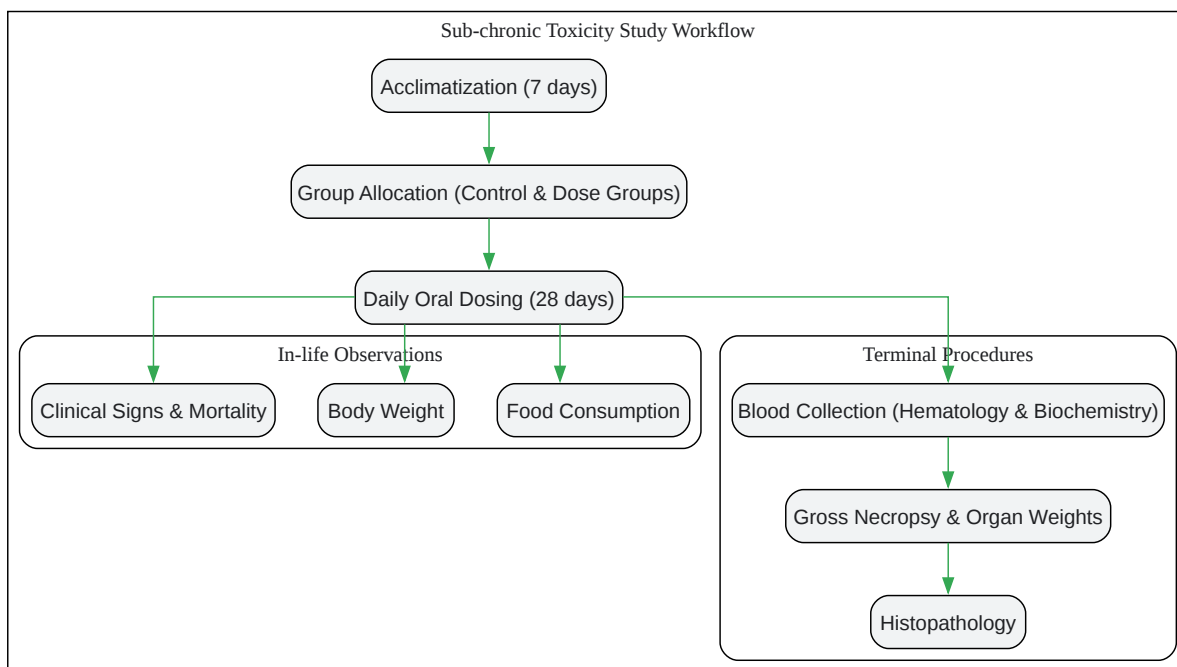 Sub-chronic Toxicity Study Workflow
Acclimatization (7 days)
Group Allocation (Control & Dose Groups)
Daily Oral Dosing (28 days)
In-life Observations
Clinical Signs & Mortality
Body Weight
Food Consumption
Terminal Procedures
Blood Collection (Hematology & Biochemistry)
Gross Necropsy & Organ Weights
Histopathology